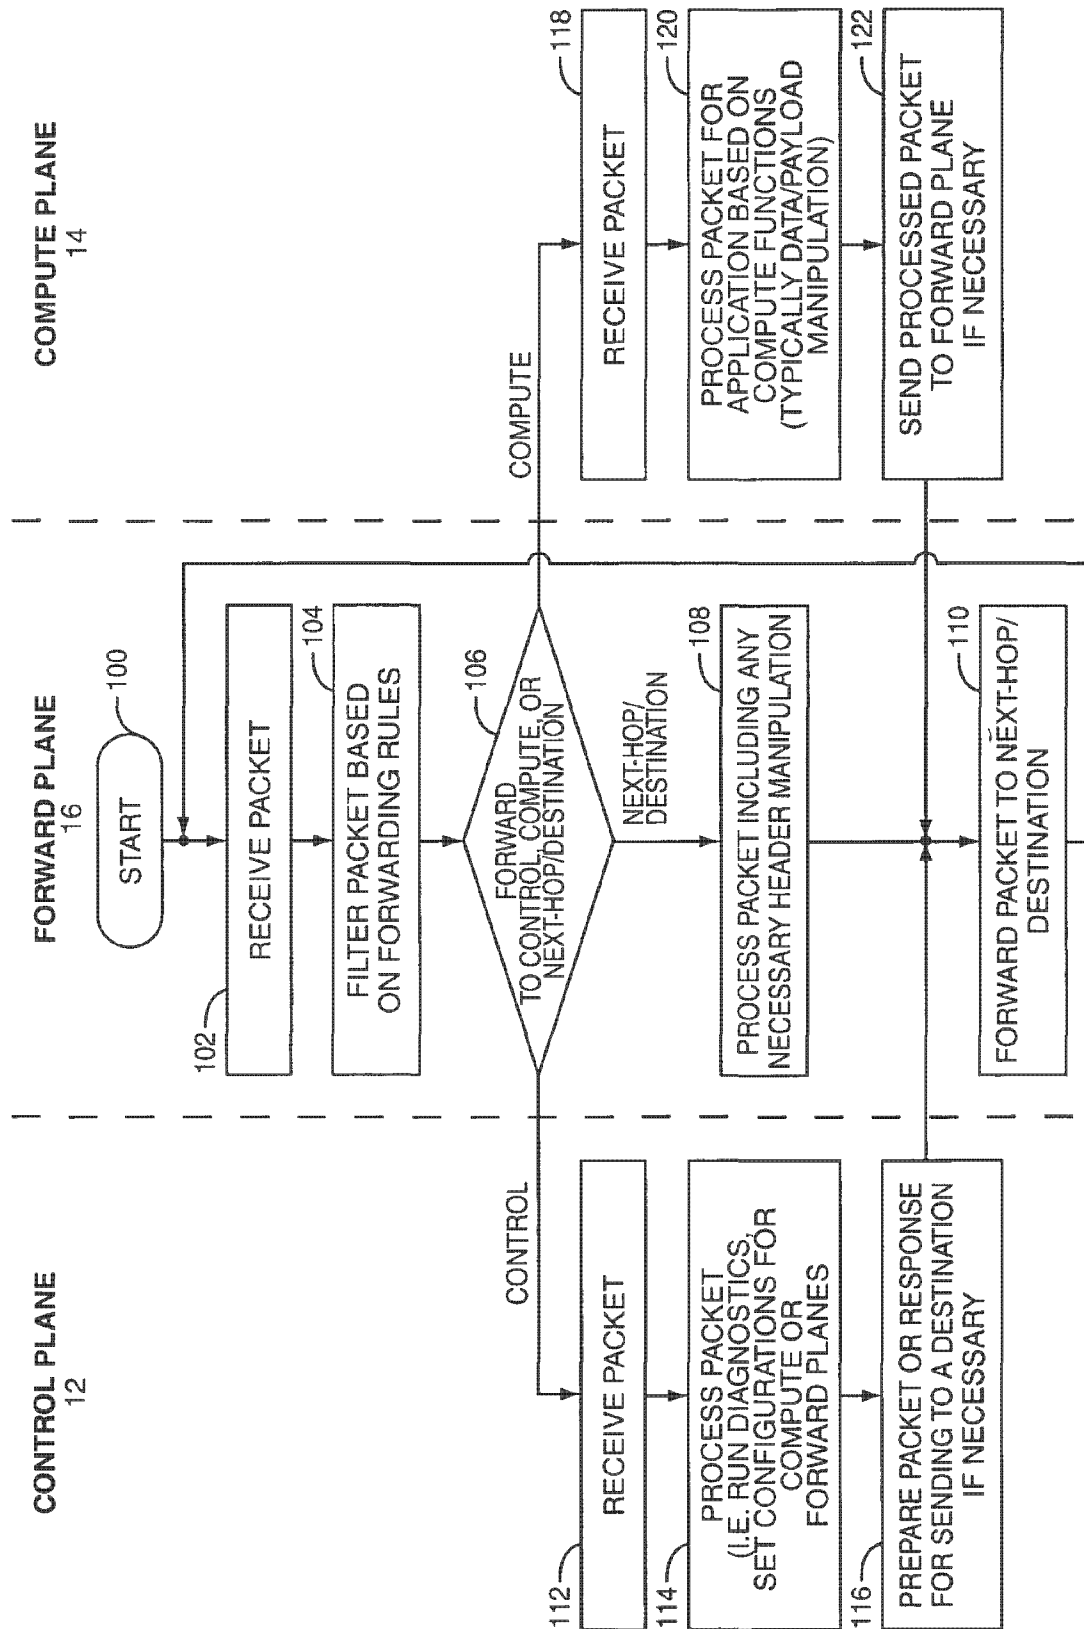 CONTROL PLANE
12
FORWARD PLANE
16
COMPUTE PLANE
14
START
100
RECEIVE PACKET
102
FILTER PACKET BASED
ON FORWARDING RULES
104
FORWARD
TO CONTROL, COMPUTE, OR
NEXT-HOP/DESTINATION
106
CONTROL
COMPUTE
NEXT-HOP/
DESTINATION
PROCESS PACKET INCLUDING ANY
NECESSARY HEADER MANIPULATION
108
FORWARD PACKET TO NEXT-HOP/
DESTINATION
110
RECEIVE PACKET
112
PROCESS PACKET
(I.E. RUN DIAGNOSTICS,
SET CONFIGURATIONS FOR
COMPUTE OR
FORWARD PLANES
114
PREPARE PACKET OR RESPONSE
FOR SENDING TO A DESTINATION
IF NECESSARY
116
RECEIVE PACKET
118
PROCESS PACKET FOR
APPLICATION BASED ON
COMPUTE FUNCTIONS
(TYPICALLY DATA/PAYLOAD
MANIPULATION)
120
SEND PROCESSED PACKET
TO FORWARD PLANE
IF NECESSARY
122